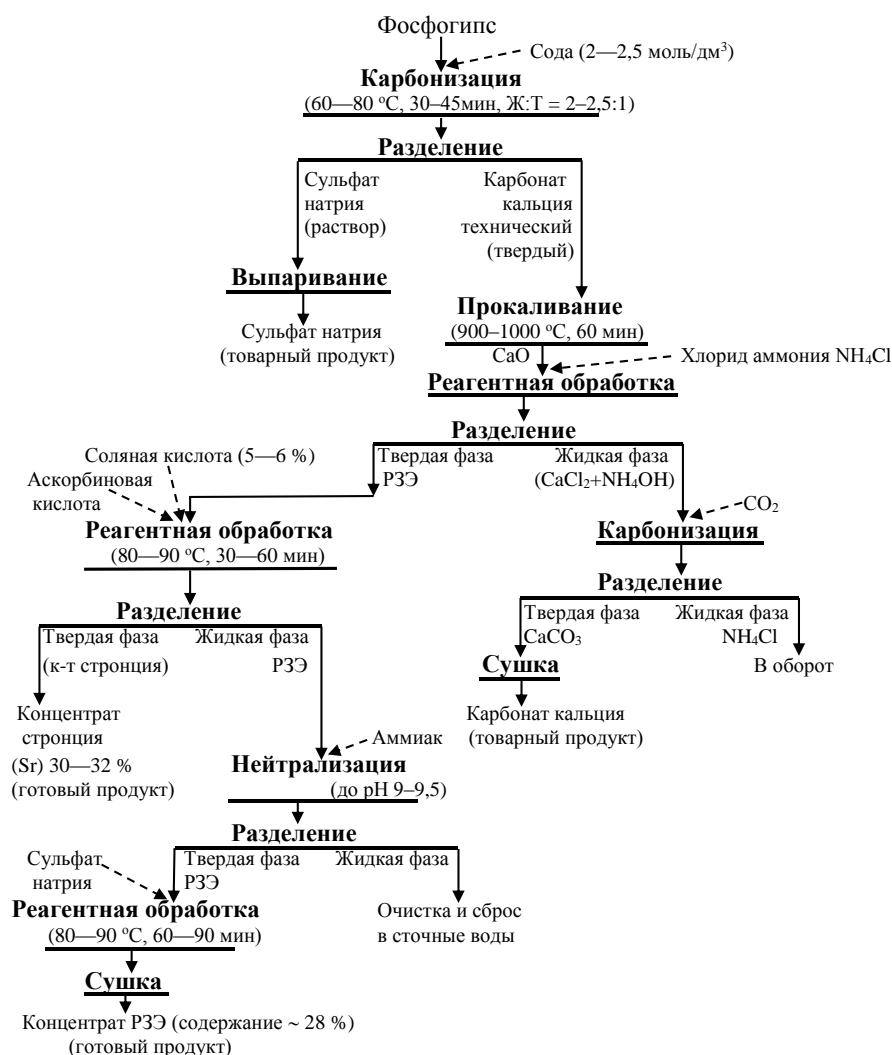 Фосфогипс
Сода (2—2,5 моль/дм³)
Карбонизация
(60—80 ºС, 30–45мин, Ж:Т = 2–2,5:1)
Разделение
Сульфат
натрия
(раствор)
Карбонат
кальция
технический
(твердый)
Выпаривание
Сульфат натрия
(товарный продукт)
Прокаливание
(900–1000 ºС, 60 мин)
CaO
Хлорид аммония NH₄Cl
Реагентная обработка
Разделение
Твердая фаза
РЗЭ
Жидкая фаза
(CaCl₂+NH₄OH)
Соляная кислота (5—6 %)
Аскорбиновая
кислота
Реагентная обработка
(80—90 ºС, 30—60 мин)
CO₂
Карбонизация
Разделение
Твердая фаза
CaCO₃
Жидкая фаза
NH₄Cl
Сушка
В оборот
Карбонат кальция
(товарный продукт)
Разделение
Твердая фаза
(к-т стронция)
Жидкая фаза
РЗЭ
Концентрат
стронция
(Sr) 30—32 %
(готовый продукт)
Аммиак
Нейтрализация
(до pH 9–9,5)
Разделение
Твердая фаза
РЗЭ
Жидкая фаза
Сульфат
натрия
Реагентная обработка
(80—90 ºС, 60—90 мин)
Очистка и сброс
в сточные воды
Сушка
Концентрат РЗЭ (содержание ~ 28 %)
(готовый продукт)